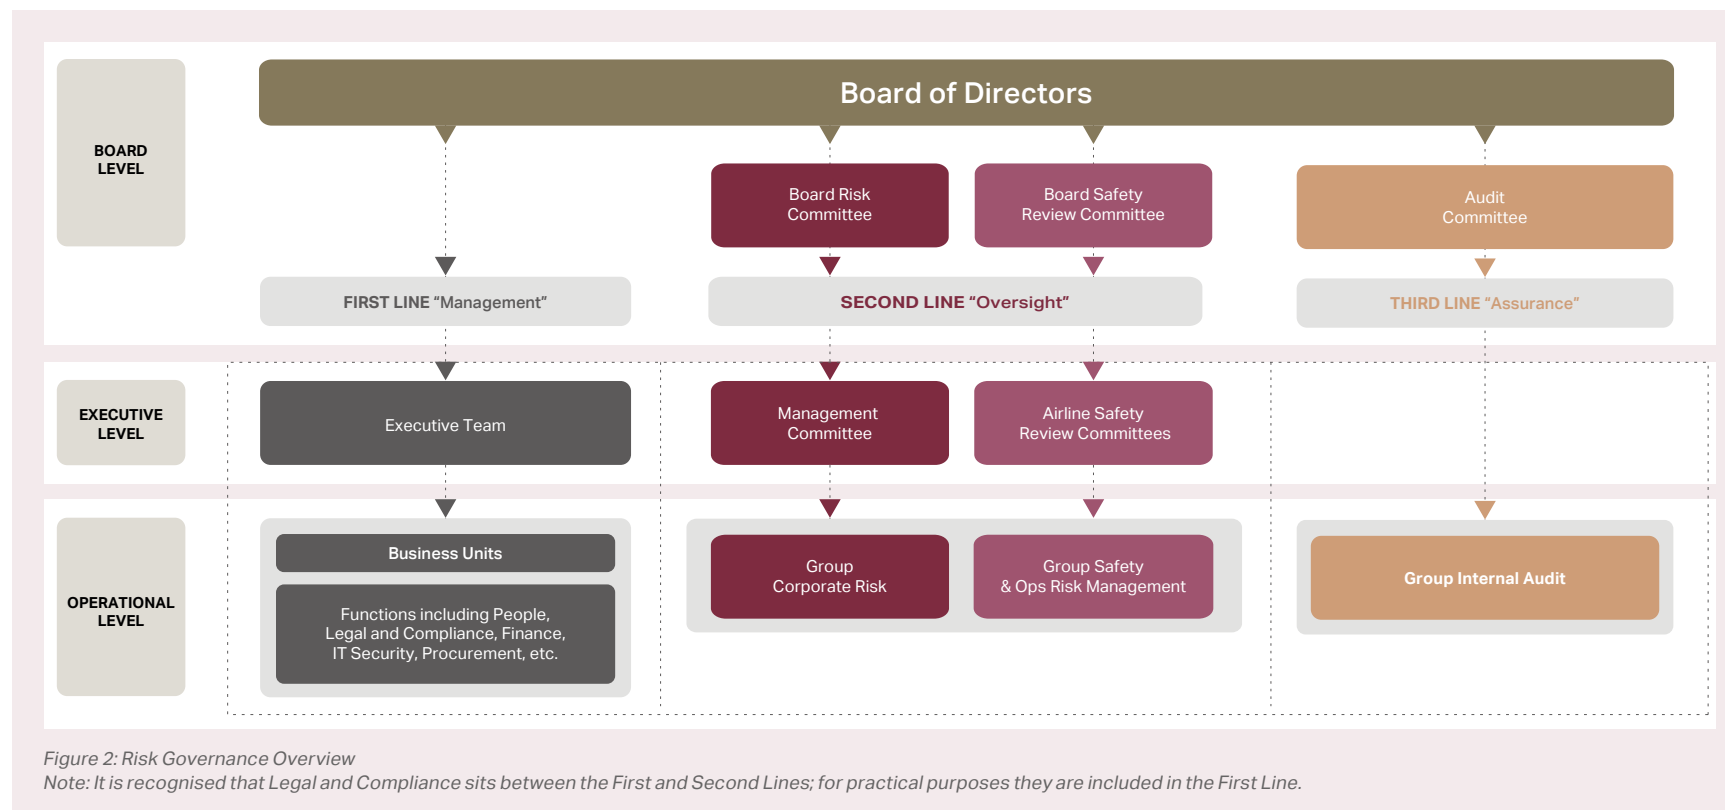 Board of Directors
BOARD
LEVEL
Board Risk
Committee
Board Safety
Review Committee
Audit
Committee
FIRST LINE “Management”
SECOND LINE “Oversight”
THIRD LINE “Assurance”
EXECUTIVE
LEVEL
Executive Team
Management
Committee
Airline Safety
Review Committees
OPERATIONAL
LEVEL
Business Units
Functions including People,
Legal and Compliance, Finance,
IT Security, Procurement, etc.
Group
Corporate Risk
Group Safety
& Ops Risk Management
Group Internal Audit
Figure 2: Risk Governance Overview
Note: It is recognised that Legal and Compliance sits between the First and Second Lines; for practical purposes they are included in the First Line.